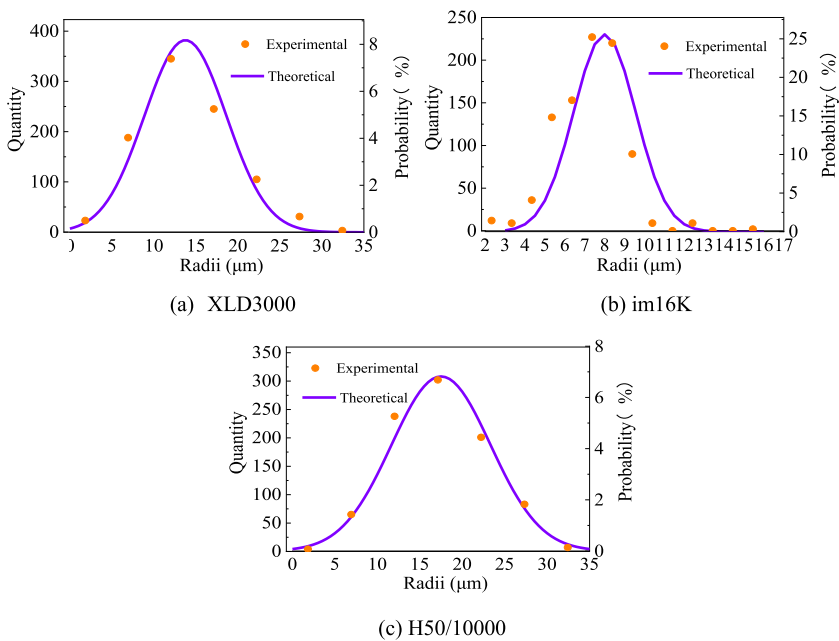 400
300
200
100
0
Quantity
Experimental
Theoretical
8
6
4
2
0
Probability( %)
5
10
15
20
25
30
35
Radii (μm)
(a) XLD3000
250
200
150
100
50
0
Quantity
Experimental
Theoretical
25
20
15
10
5
0
Probability( %)
2 3 4 5 6 7 8 9 10 11 12 13 14 15 16 17
Radii (μm)
(b) im16K
350
300
250
200
150
100
50
0
Quantity
Experimental
Theoretical
8
6
4
2
0
Probability( %)
0 5 10 15 20 25 30 35
Radii (μm)
(c) H50/10000